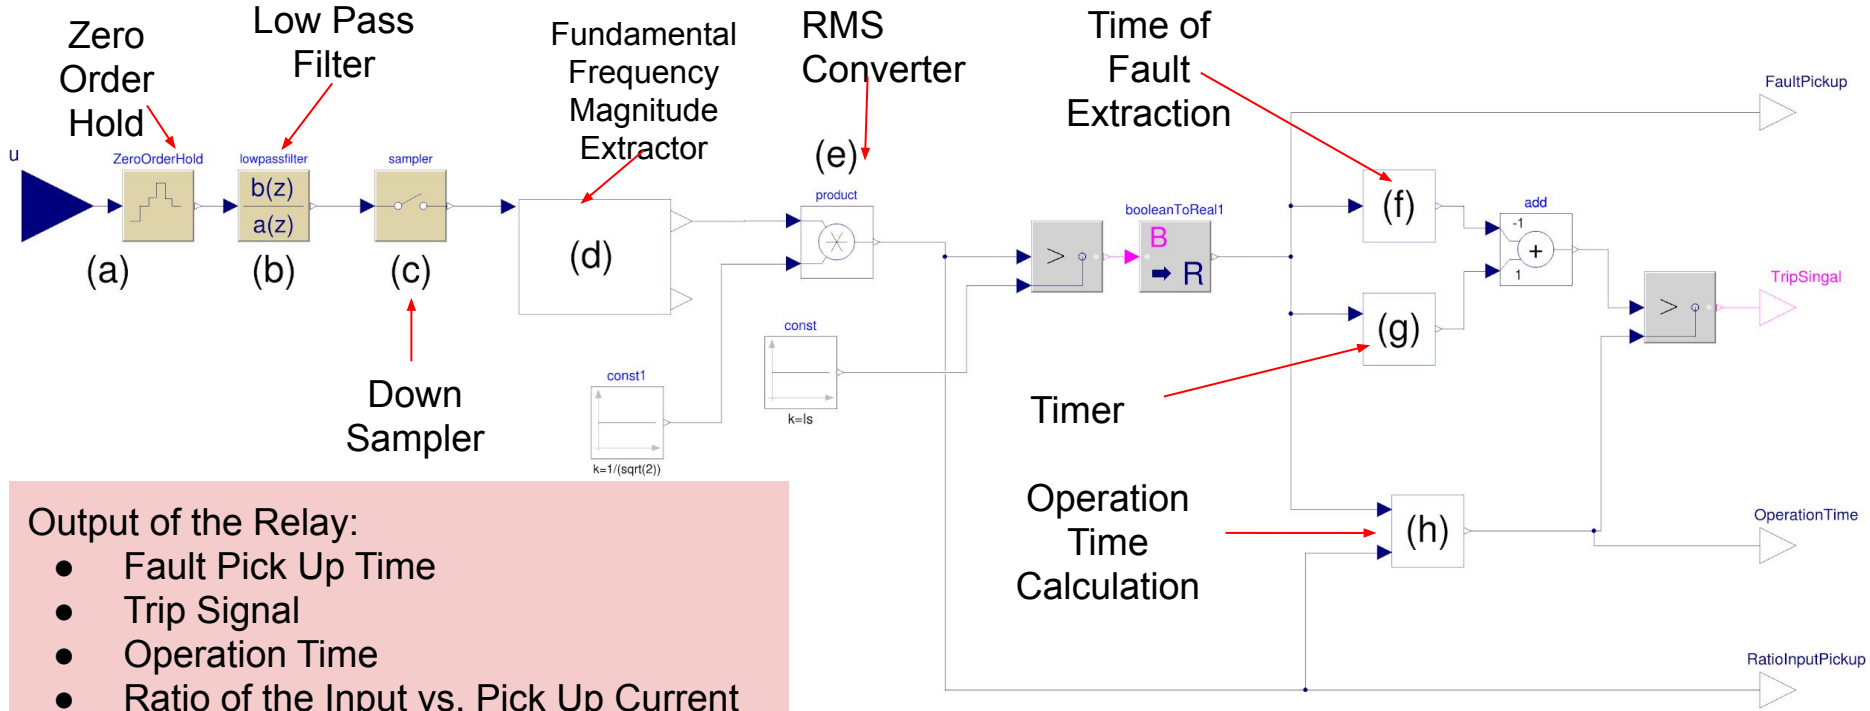 Zero
Order
Hold
Low Pass
Filter
Fundamental
Frequency
Magnitude
Extractor
RMS
Converter
Time of
Fault
Extraction
FaultPickup
u
ZeroOrderHold
lowpassfilter
sampler
(e)
product
b(z)
a(z)
(a)
(b)
(c)
(d)
>
booleanToReal1
B
R
(f)
add
-1
+
1
(g)
>
TripSingal
const
k=Is
const1
k=1/(sqrt(2))
Down
Sampler
Timer
Operation
Time
Calculation
(h)
OperationTime
RatioInputPickup
Output of the Relay:
● Fault Pick Up Time
● Trip Signal
● Operation Time
● Ratio of the Input vs. Pick Up Current